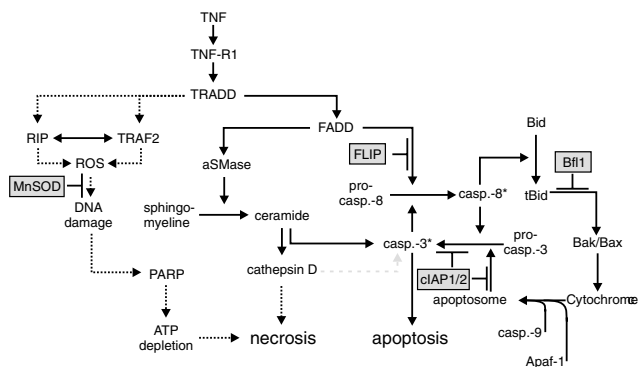 TNF
TNF-R1
TRADD
RIP
TRAF2
FADD
Bid
ROS
aSMase
FLIP
Bfl1
MnSOD
pro-
casp.-8
casp.-8*
tBid
DNA
damage
sphingo-
myeline
ceramide
casp.-3*
pro-
casp.-3
Bak/Bax
PARP
cathepsin D
cIAP1/2
apoptosome
Cytochrome
ATP
depletion
necrosis
apoptosis
casp.-9
Apaf-1